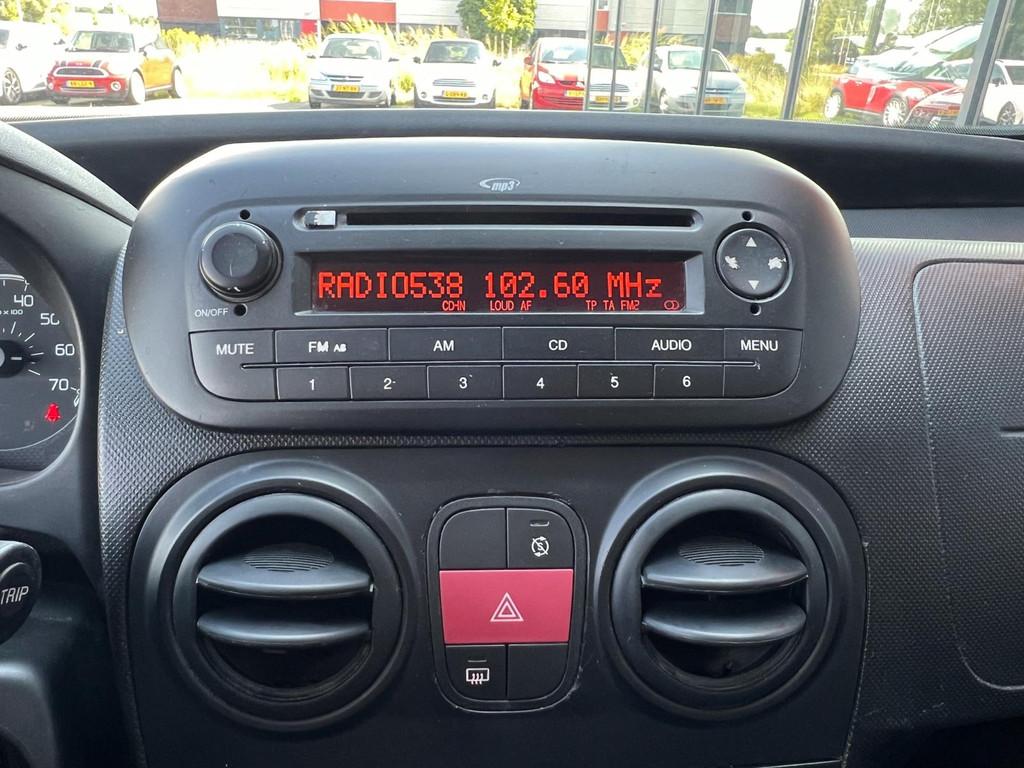 mp3
RADIO538 102.60 MHz
CD-IN LOUD AF TP TA FM2
ON/OFF
MUTE FM AS AM CD AUDIO MENU
1 2 3 4 5 6
40
x 100
50
60
70
TRIP